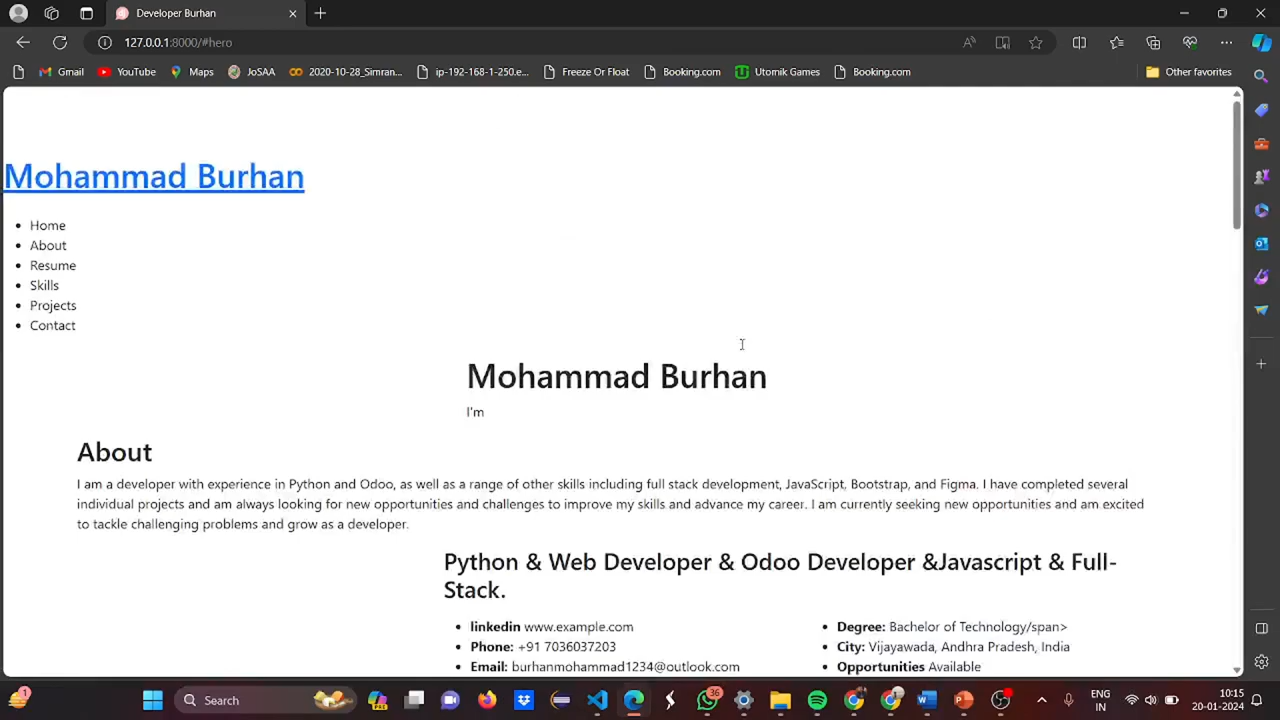 Developer Burhan
127.0.0.1:8000/#hero
Gmail YouTube Maps JoSAA 2020-10-28_Simran... ip-192-168-1-250.e... Freeze Or Float Booking.com Utomik Games Booking.com Other favorites
Mohammad Burhan
Home
About
Resume
Skills
Projects
Contact
Mohammad Burhan
I'm
About
I am a developer with experience in Python and Odoo, as well as a range of other skills including full stack development, JavaScript, Bootstrap, and Figma. I have completed several
individual projects and am always looking for new opportunities and challenges to improve my skills and advance my career. I am currently seeking new opportunities and am excited
to tackle challenging problems and grow as a developer.
Python & Web Developer & Odoo Developer &Javascript & Full-
Stack.
linkedin www.example.com
Phone: +91 7036037203
Email: burhanmohammad1234@outlook.com
Degree: Bachelor of Technology/span>
City: Vijayawada, Andhra Pradesh, India
Opportunities Available
1
Search
36
ENG
IN
10:15
20-01-2024